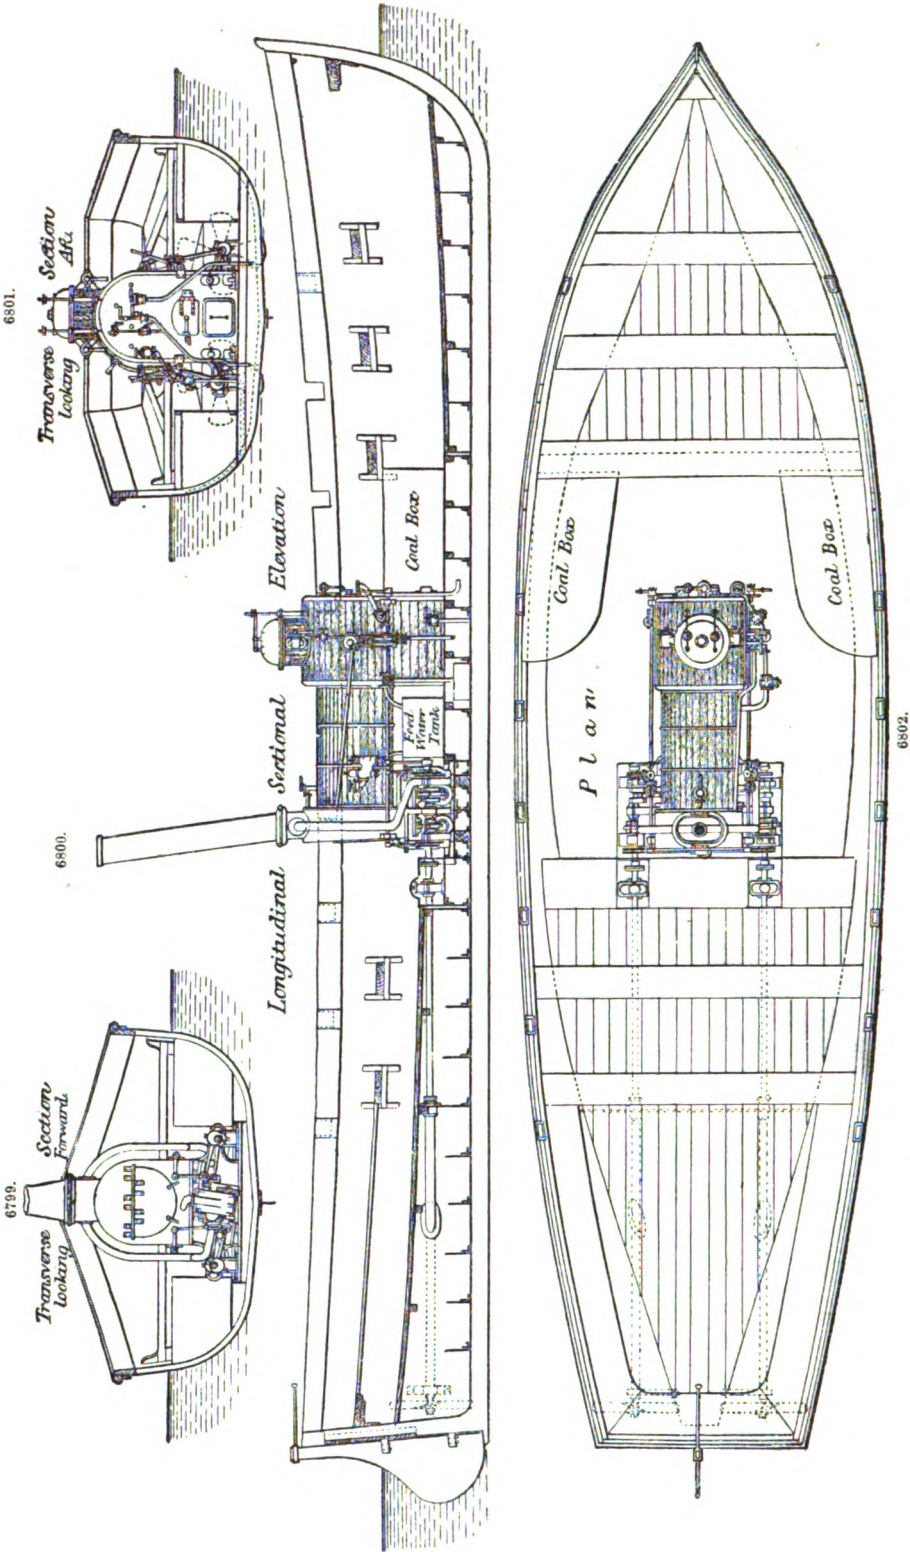 6799.
Transverse Section
looking Forward
6801.
Transverse Section
looking Aft.
6800.
Longitudinal Sectional Elevation
Feed
Water
Tank
Coal Box
Plan
Coal Box
Coal Box
6802.